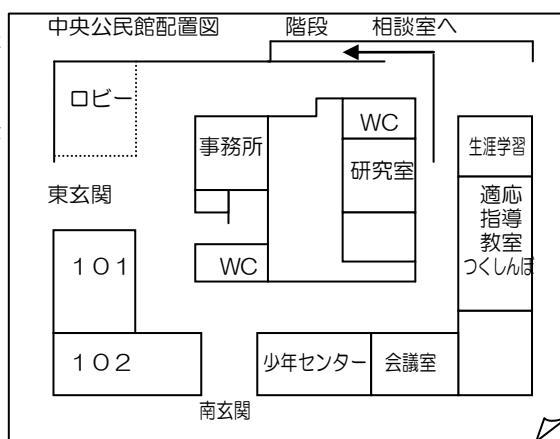 中央公民館配置図 階段 相談室へ
ロビー
WC
事務所
生涯学習
研究室
東玄関
適応
指導
教室
つくしんぼ
101
WC
102
少年センター
会議室
南玄関